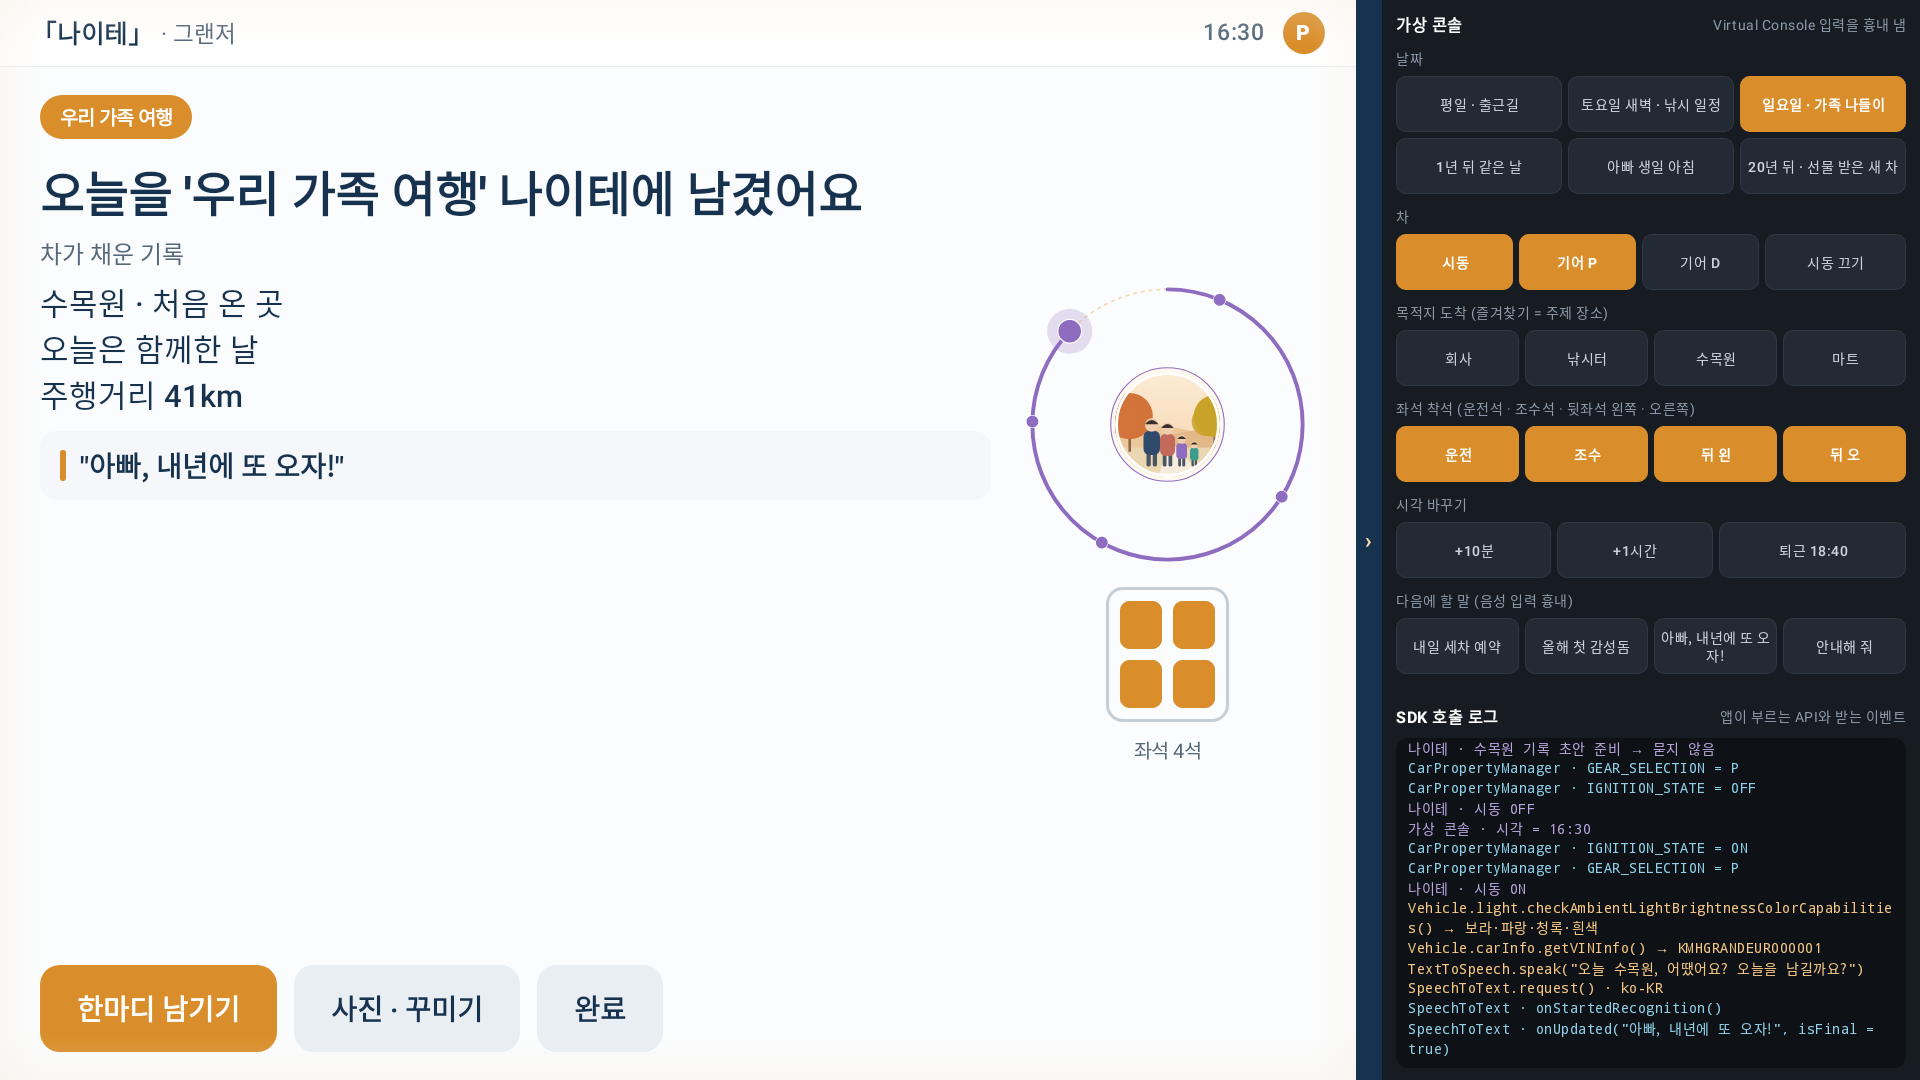 「나이테」 · 그랜저
16:30 P
우리 가족 여행
오늘을 '우리 가족 여행' 나이테에 남겼어요
차가 채운 기록
수목원 · 처음 온 곳
오늘은 함께한 날
주행거리 41km
"아빠, 내년에 또 오자!"
좌석 4석
한마디 남기기
사진 · 꾸미기
완료
›
가상 콘솔
Virtual Console 입력을 흉내 냄
날짜
평일 · 출근길
토요일 새벽 · 낚시 일정
일요일 · 가족 나들이
1년 뒤 같은 날
아빠 생일 아침
20년 뒤 · 선물 받은 새 차
차
시동
기어 P
기어 D
시동 끄기
목적지 도착 (즐겨찾기 = 주제 장소)
회사
낚시터
수목원
마트
좌석 착석 (운전석 · 조수석 · 뒷좌석 왼쪽 · 오른쪽)
운전
조수
뒤 왼
뒤 오
시각 바꾸기
+10분
+1시간
퇴근 18:40
다음에 할 말 (음성 입력 흉내)
내일 세차 예약
올해 첫 감성돔
아빠, 내년에 또 오
자!
안내해 줘
SDK 호출 로그
앱이 부르는 API와 받는 이벤트
나이테 · 수목원 기록 초안 준비 → 묻지 않음
CarPropertyManager · GEAR_SELECTION = P
CarPropertyManager · IGNITION_STATE = OFF
나이테 · 시동 OFF
가상 콘솔 · 시각 = 16:30
CarPropertyManager · IGNITION_STATE = ON
CarPropertyManager · GEAR_SELECTION = P
나이테 · 시동 ON
Vehicle.light.checkAmbientLightBrightnessColorCapabilitie
s() → 보라·파랑·청록·흰색
Vehicle.carInfo.getVINInfo() → KMHGRANDEUR000001
TextToSpeech.speak("오늘 수목원, 어땠어요? 오늘을 남길까요?")
SpeechToText.request() · ko-KR
SpeechToText · onStartedRecognition()
SpeechToText · onUpdated("아빠, 내년에 또 오자!", isFinal =
true)